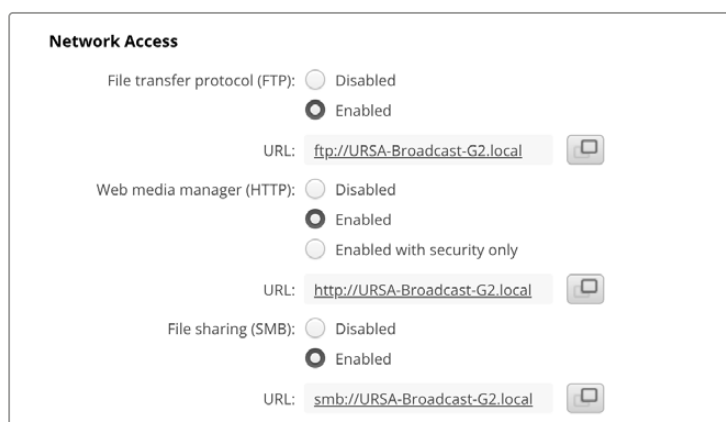 Network Access
File transfer protocol (FTP): Disabled
Enabled
URL: ftp://URSA-Broadcast-G2.local
Web media manager (HTTP): Disabled
Enabled
Enabled with security only
URL: http://URSA-Broadcast-G2.local
File sharing (SMB): Disabled
Enabled
URL: smb://URSA-Broadcast-G2.local